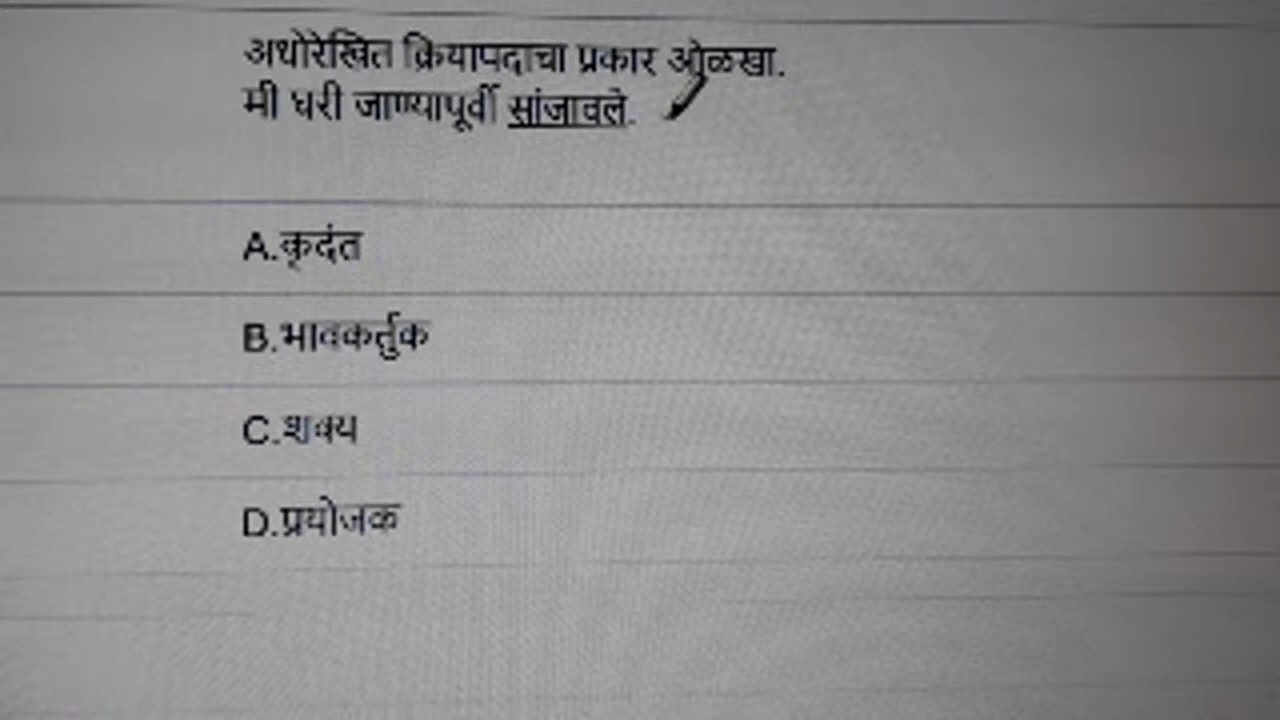 अधोरेखित क्रियापदाचा प्रकार ओळखा.
मी घरी जाण्यापूर्वी सांजावले.
A.कृदंत
B.भावकर्तुक
C.शक्य
D.प्रयोजक